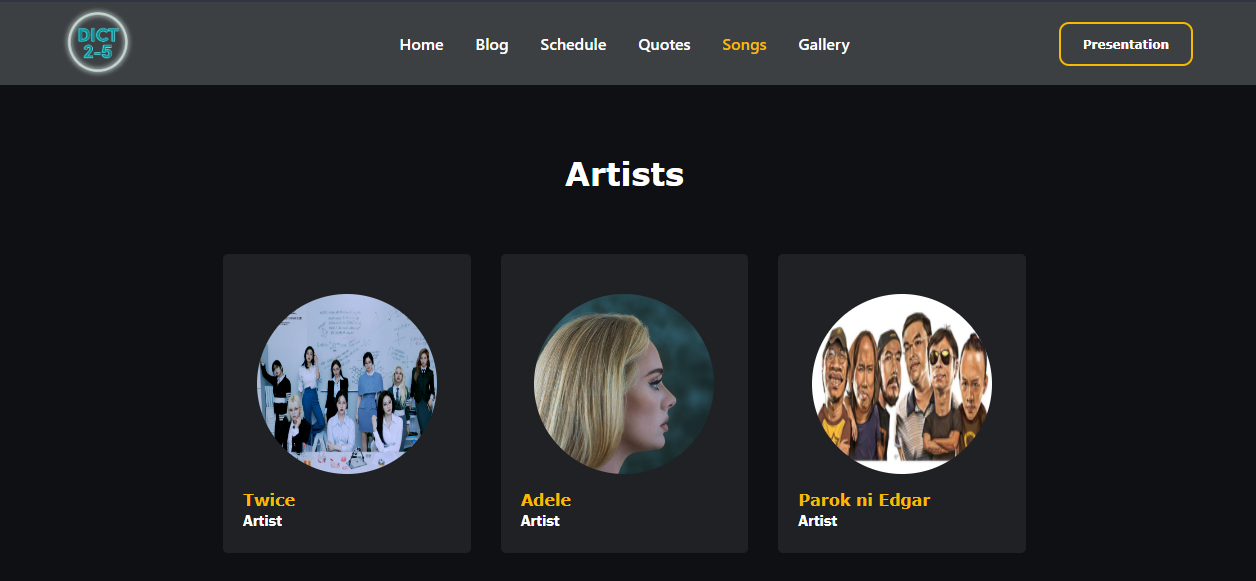 DICT
2-5
Home Blog Schedule Quotes Songs Gallery
Presentation
Artists
Twice
Artist
Adele
Artist
Parok ni Edgar
Artist